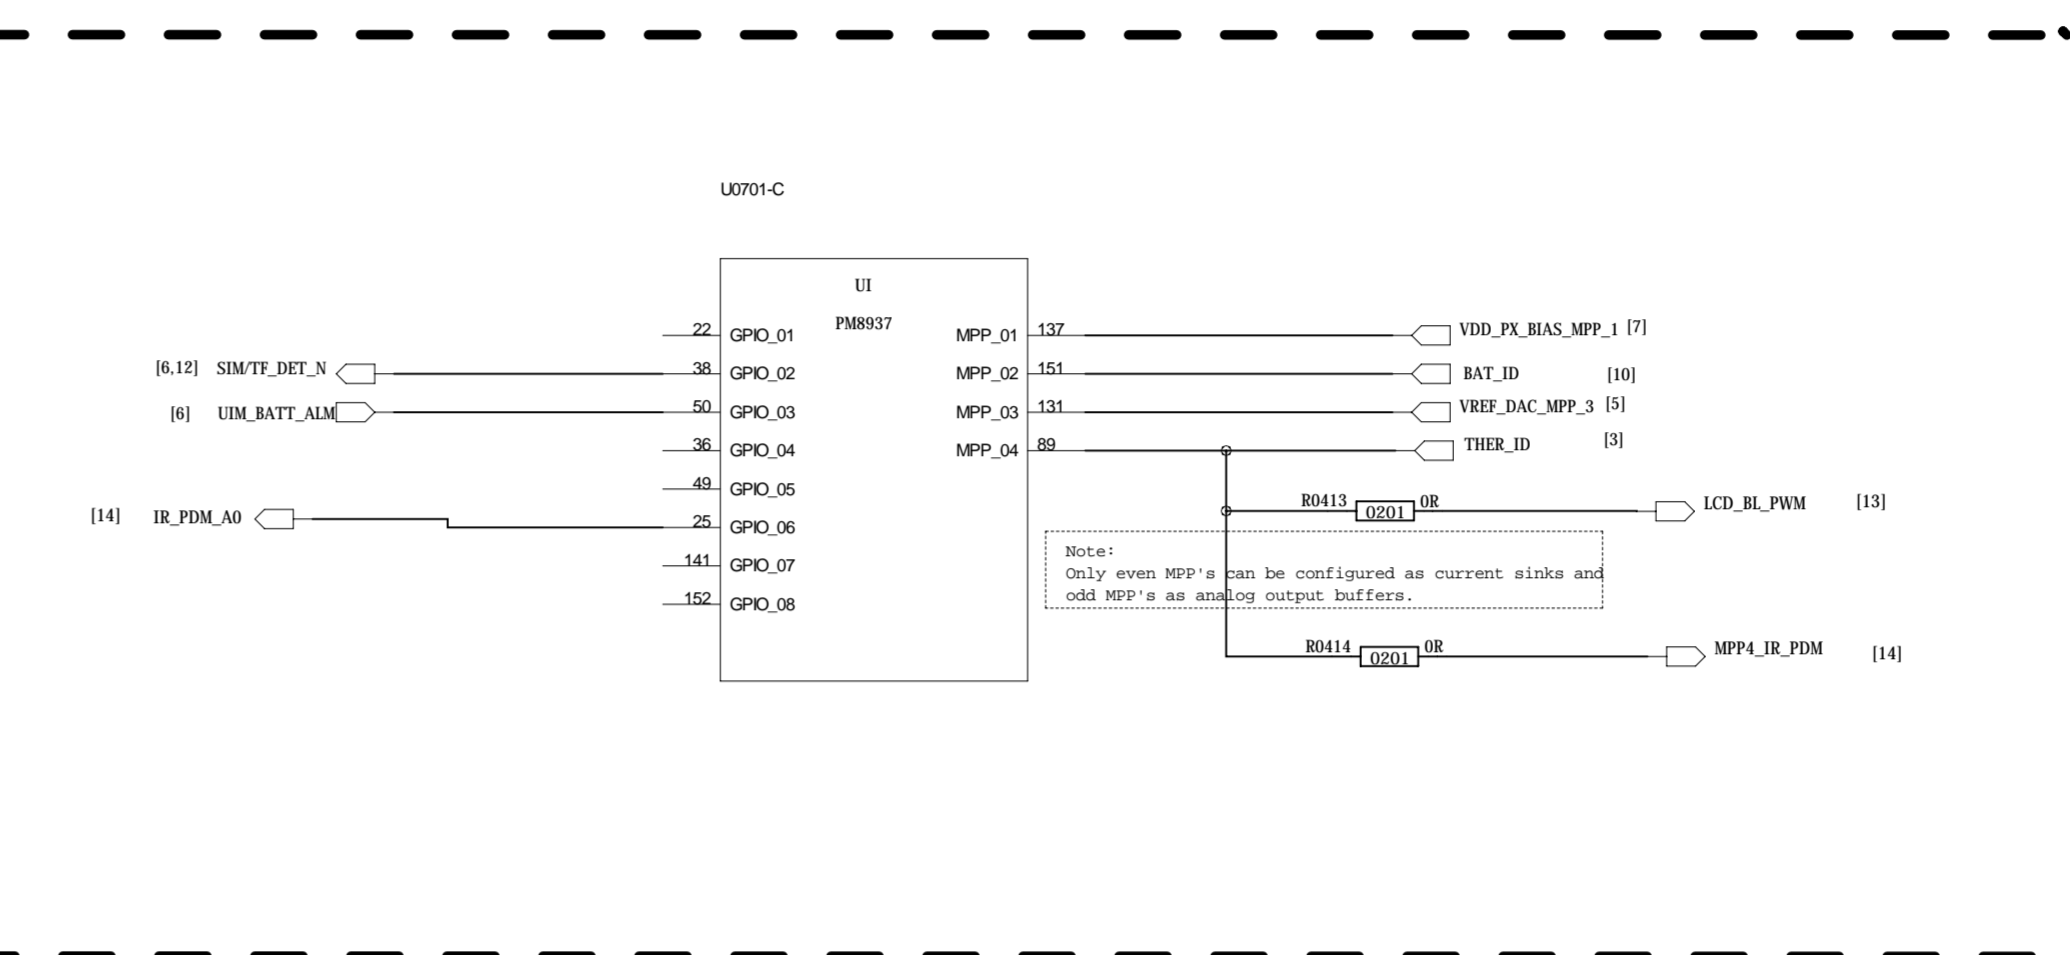 U0701-C
UI
PM8937
22 GPIO_01
[6,12] SIM/TF_DET_N 38 GPIO_02
[6] UIM_BATT_ALM 50 GPIO_03
36 GPIO_04
49 GPIO_05
[14] IR_PDM_A0 25 GPIO_06
141 GPIO_07
152 GPIO_08
MPP_01 137 VDD_PX_BIAS_MPP_1 [7]
MPP_02 151 BAT_ID [10]
MPP_03 131 VREF_DAC_MPP_3 [5]
MPP_04 89 THER_ID [3]
R0413 0201 0R LCD_BL_PWM [13]
Note:
Only even MPP's can be configured as current sinks and
odd MPP's as analog output buffers.
R0414 0201 0R MPP4_IR_PDM [14]